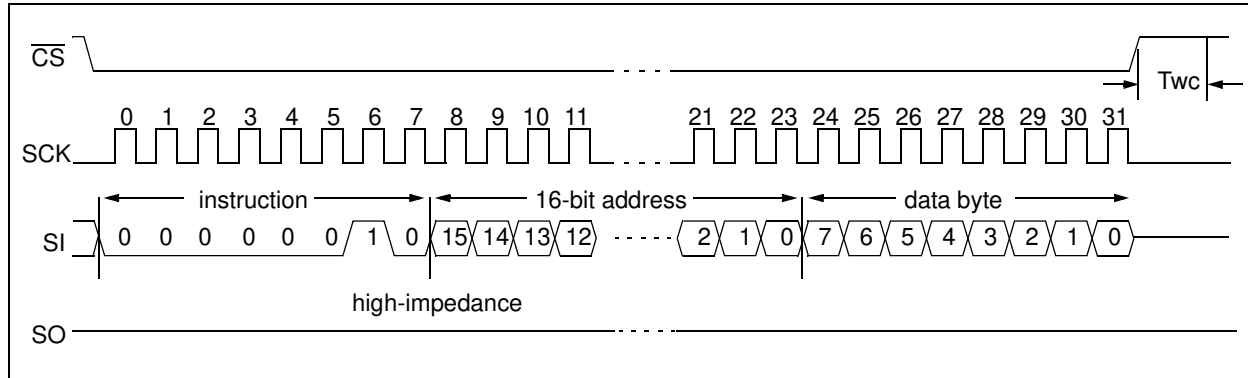 CS
Twc
0 1 2 3 4 5 6 7 8 9 10 11 21 22 23 24 25 26 27 28 29 30 31
SCK
instruction 16-bit address data byte
SI 0 0 0 0 0 0 1 0 15 14 13 12 2 1 0 7 6 5 4 3 2 1 0
high-impedance
SO